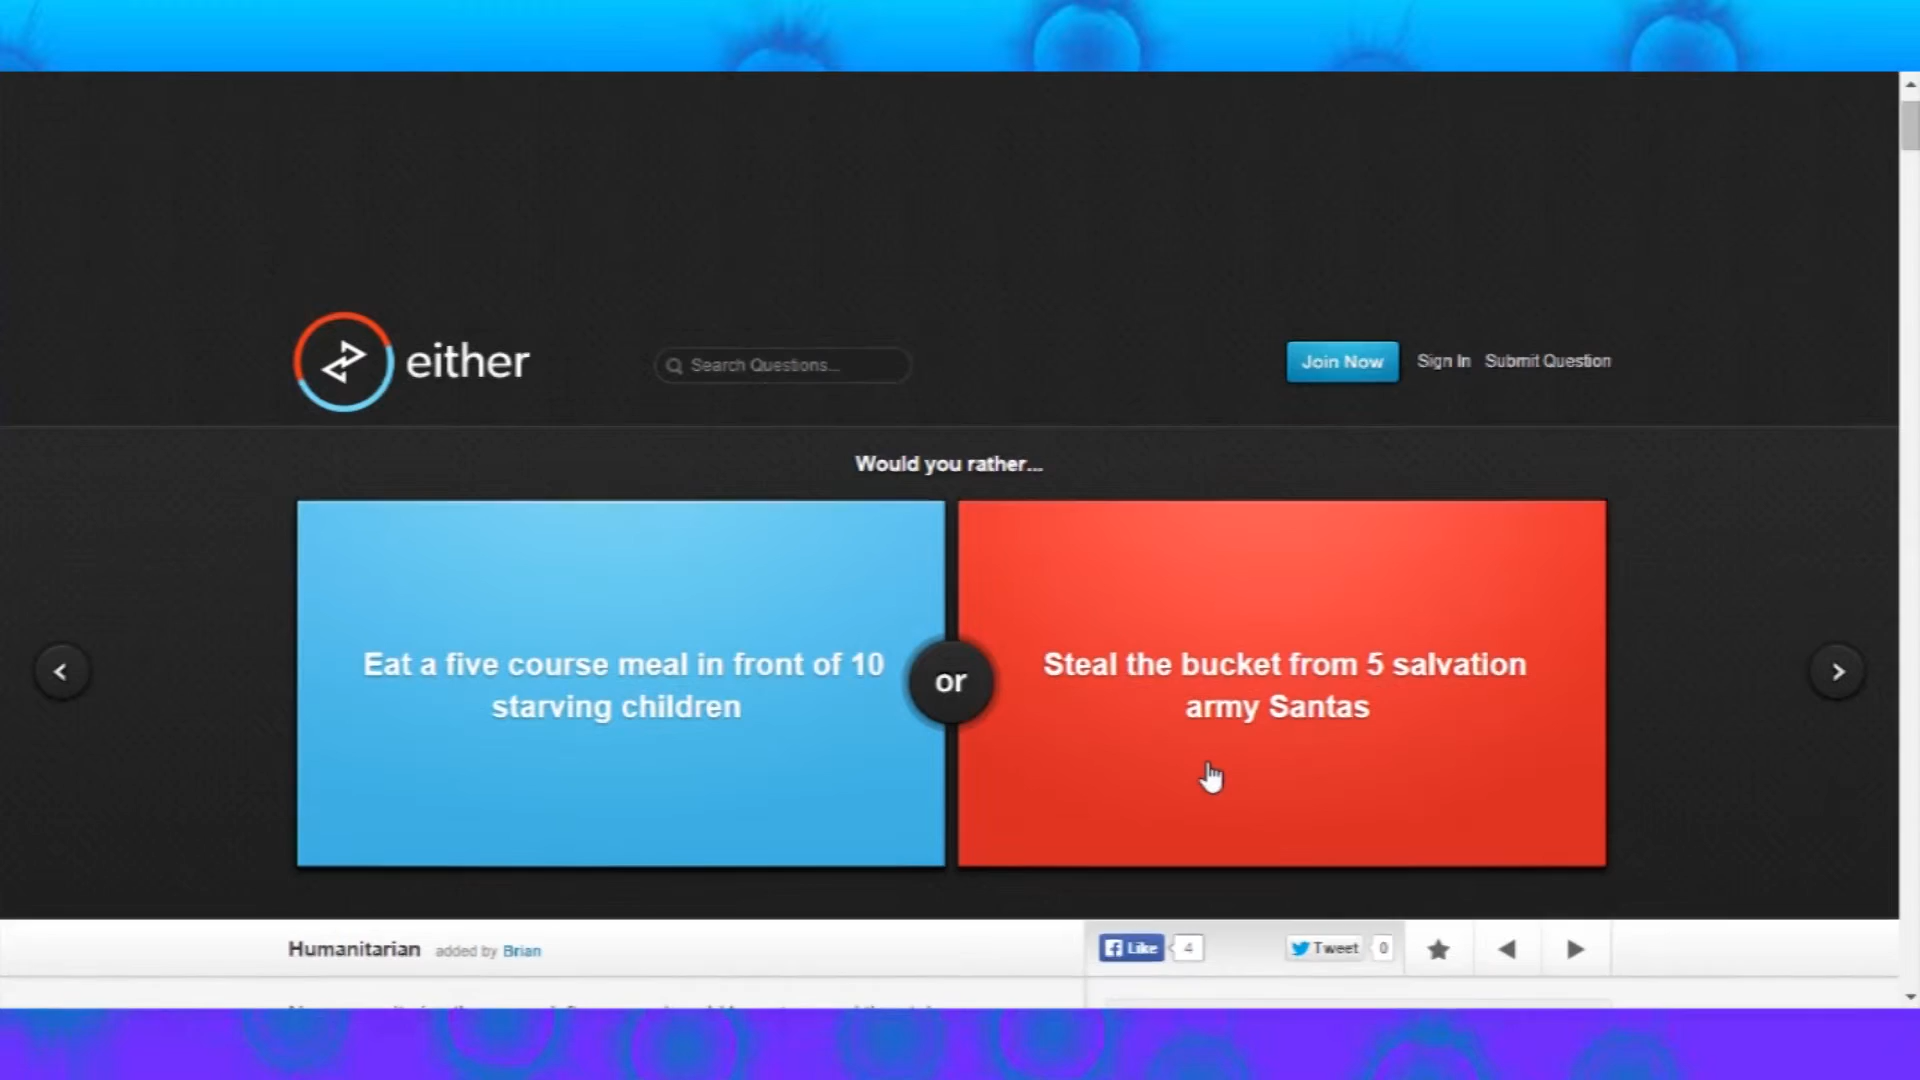 either
Search Questions...
Join Now
Sign In
Submit Question
Would you rather...
Eat a five course meal in front of 10
starving children
or
Steal the bucket from 5 salvation
army Santas
Humanitarian added by Brian
Like 4
Tweet 0